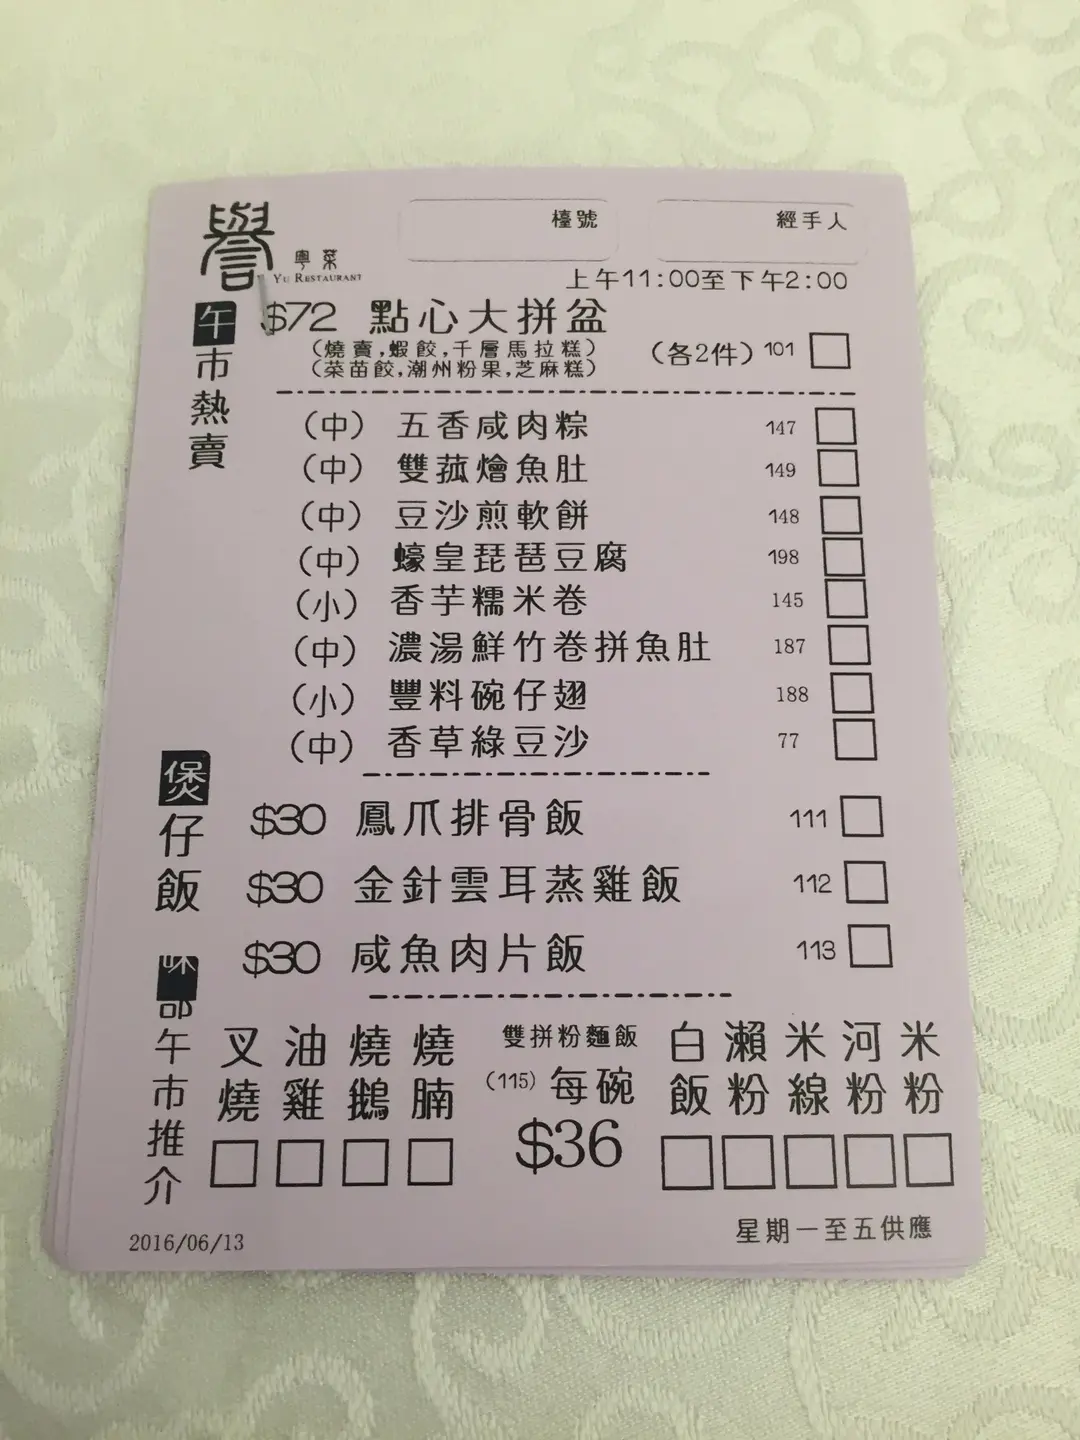 譽 粵菜
YU RESTAURANT
檯號
經手人
上午11:00至下午2:00
午市熱賣
$72 點心大拼盆
(燒賣,蝦餃,千層馬拉糕)
(菜苗餃,潮州粉果,芝麻糕)
(各2件) 101
(中) 五香咸肉粽 147
(中) 雙菰燴魚肚 149
(中) 豆沙煎軟餅 148
(中) 蠔皇琵琶豆腐 198
(小) 香芋糯米卷 145
(中) 濃湯鮮竹卷拼魚肚 187
(小) 豐料碗仔翅 188
(中) 香草綠豆沙 77
煲仔飯
$30 鳳爪排骨飯 111
$30 金針雲耳蒸雞飯 112
$30 咸魚肉片飯 113
味部午市推介
叉燒 油雞 燒鵝 燒腩
雙拼粉麵飯
(115) 每碗
$36
白飯 瀨粉 米線 河粉 米粉
2016/06/13
星期一至五供應